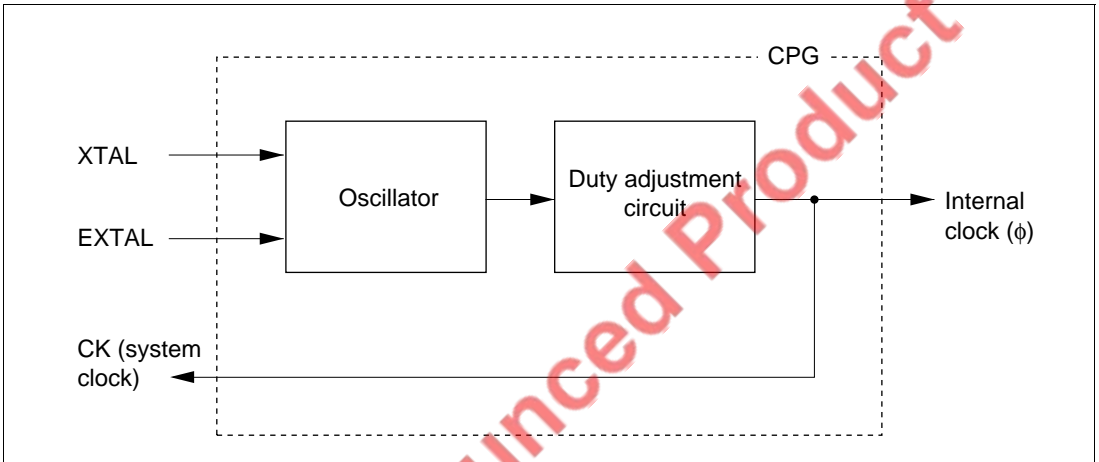 CPG
XTAL
EXTAL
Oscillator
Duty adjustment
circuit
Internal
clock (ϕ)
CK (system
clock)
unced Product